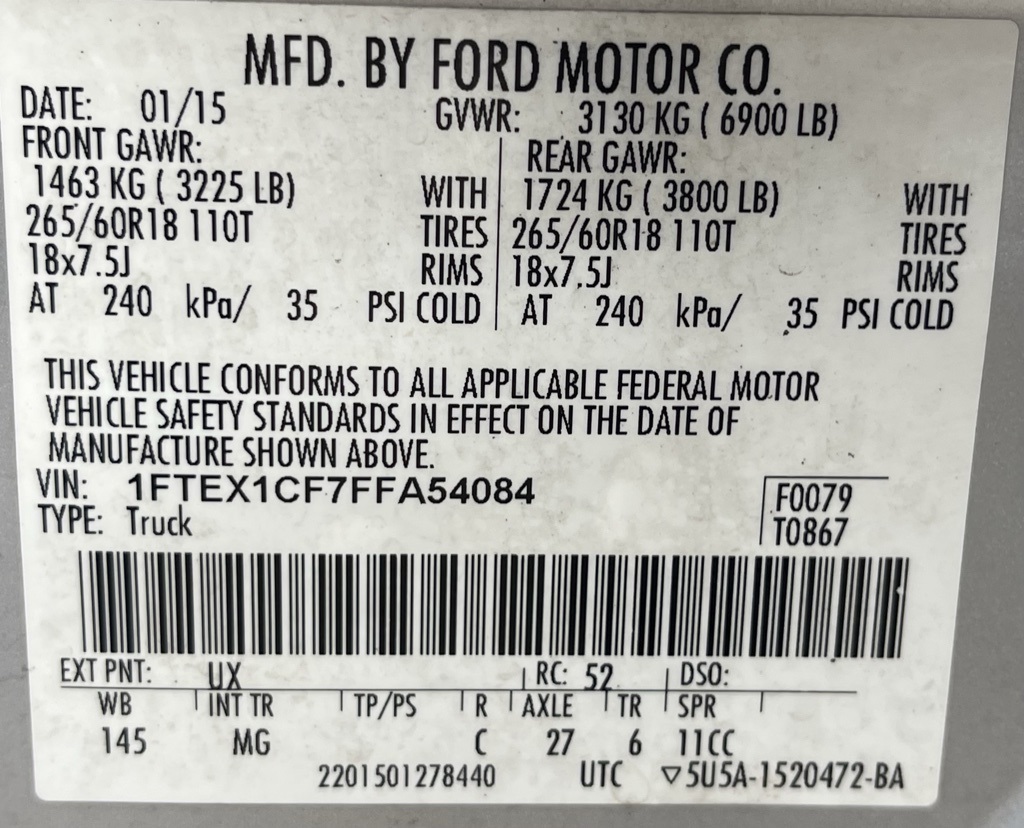 MFD. BY FORD MOTOR CO.
DATE: 01/15 GVWR: 3130 KG ( 6900 LB)
FRONT GAWR: REAR GAWR:
1463 KG ( 3225 LB) WITH 1724 KG ( 3800 LB) WITH
265/60R18 110T TIRES 265/60R18 110T TIRES
18x7.5J RIMS 18x7.5J RIMS
AT 240 kPa/ 35 PSI COLD AT 240 kPa/ 35 PSI COLD
THIS VEHICLE CONFORMS TO ALL APPLICABLE FEDERAL MOTOR
VEHICLE SAFETY STANDARDS IN EFFECT ON THE DATE OF
MANUFACTURE SHOWN ABOVE.
VIN: 1FTEX1CF7FFA54084 F0079
TYPE: Truck T0867
EXT PNT: UX RC: 52 DSO:
WB INT TR TP/PS R AXLE TR SPR
145 MG C 27 6 11CC
2201501278440 UTC ▽5U5A-1520472-BA